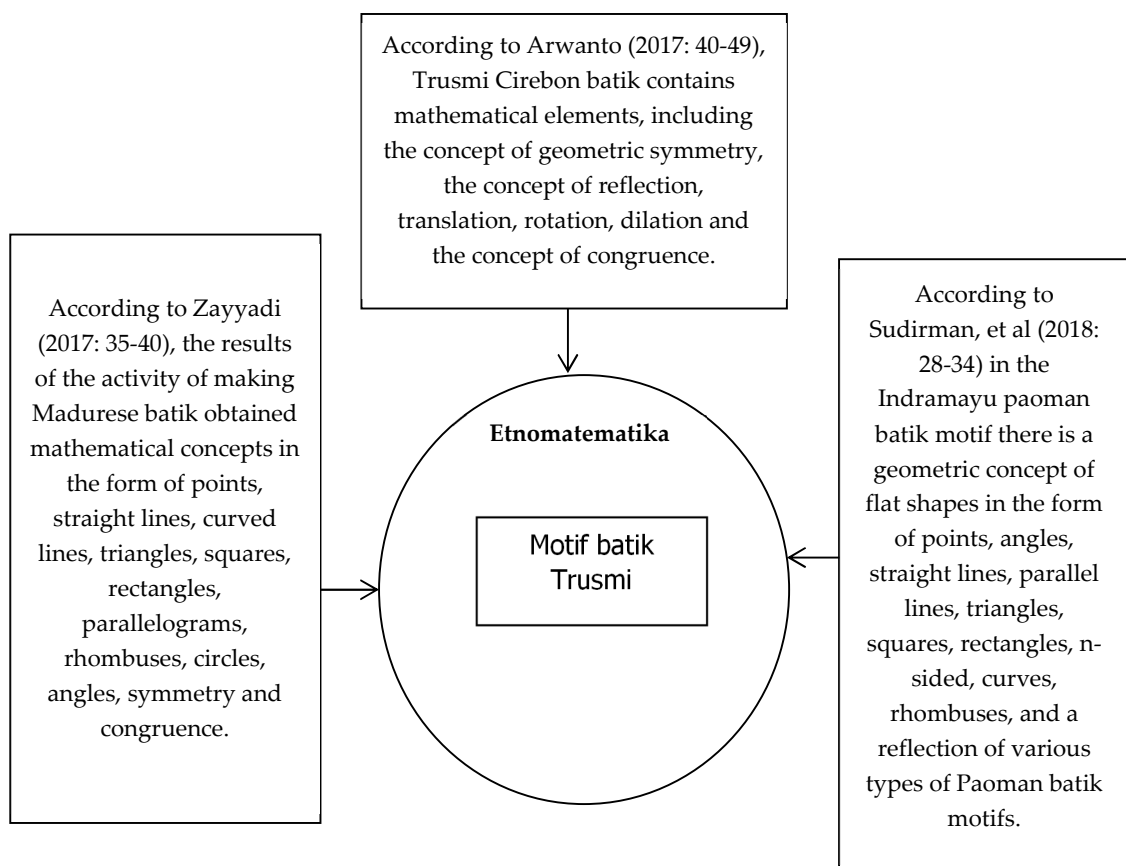 According to Arwanto (2017: 40-49),
Trusmi Cirebon batik contains
mathematical elements, including
the concept of geometric symmetry,
the concept of reflection,
translation, rotation, dilation and
the concept of congruence.
According to Zayyadi
(2017: 35-40), the results
of the activity of making
Madurese batik obtained
mathematical concepts in
the form of points,
straight lines, curved
lines, triangles, squares,
rectangles,
parallelograms,
rhombuses, circles,
angles, symmetry and
congruence.
Etnomatematika
Motif batik
Trusmi
According to
Sudirman, et al (2018:
28-34) in the
Indramayu paoman
batik motif there is a
geometric concept of
flat shapes in the form
of points, angles,
straight lines, parallel
lines, triangles,
squares, rectangles, n-
sided, curves,
rhombuses, and a
reflection of various
types of Paoman batik
motifs.